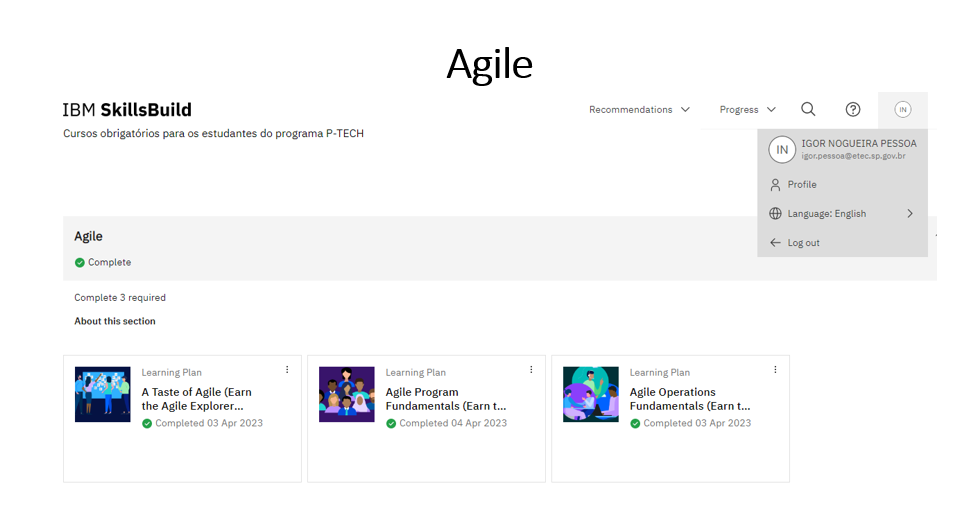 Agile
IBM SkillsBuild
Recommendations
Progress
IN
Cursos obrigatórios para os estudantes do programa P-TECH
IN
IGOR NOGUEIRA PESSOA
igor.pessoa@etec.sp.gov.br
Profile
Language: English
Log out
Agile
Complete
Complete 3 required
About this section
Learning Plan
A Taste of Agile (Earn
the Agile Explorer...
Completed 03 Apr 2023
Learning Plan
Agile Program
Fundamentals (Earn t...
Completed 04 Apr 2023
Learning Plan
Agile Operations
Fundamentals (Earn t...
Completed 03 Apr 2023